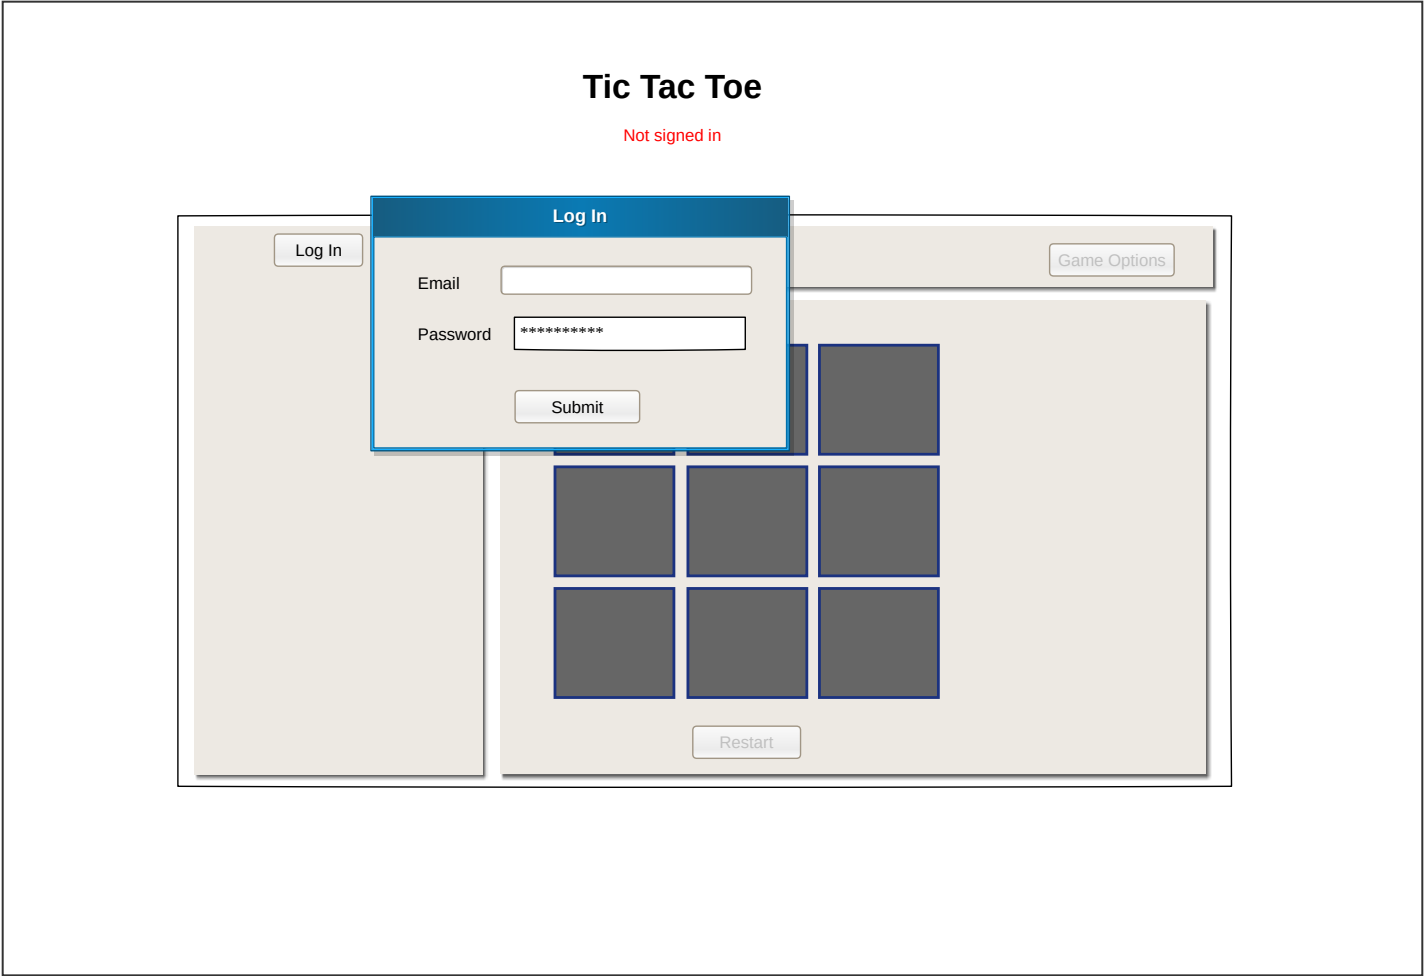 Tic Tac Toe
Not signed in
Log In
Log In
Game Options
Email
Password
**********
Submit
Restart